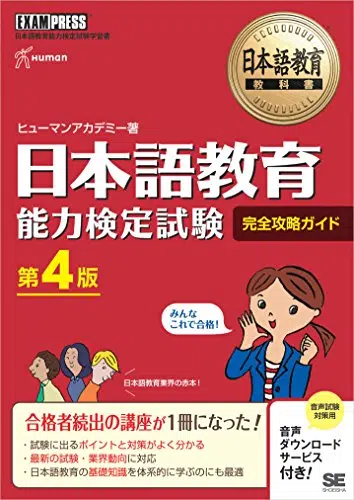 EXAMPRESS
日本語教育能力検定試験学習書
Human
日本語教育
教科書
ヒューマンアカデミー著
日本語教育
能力検定試験
完全攻略ガイド
第4版
みんな
これで合格!
日本語教育業界の赤本!
合格者続出の講座が1冊になった!
・試験に出るポイントと対策がよく分かる
・最新の試験・業界動向に対応
・日本語教育の基礎知識を体系的に学ぶのにも最適
音声試験
対策用
音声
ダウンロード
サービス
付き!
SE
SHOEISHA